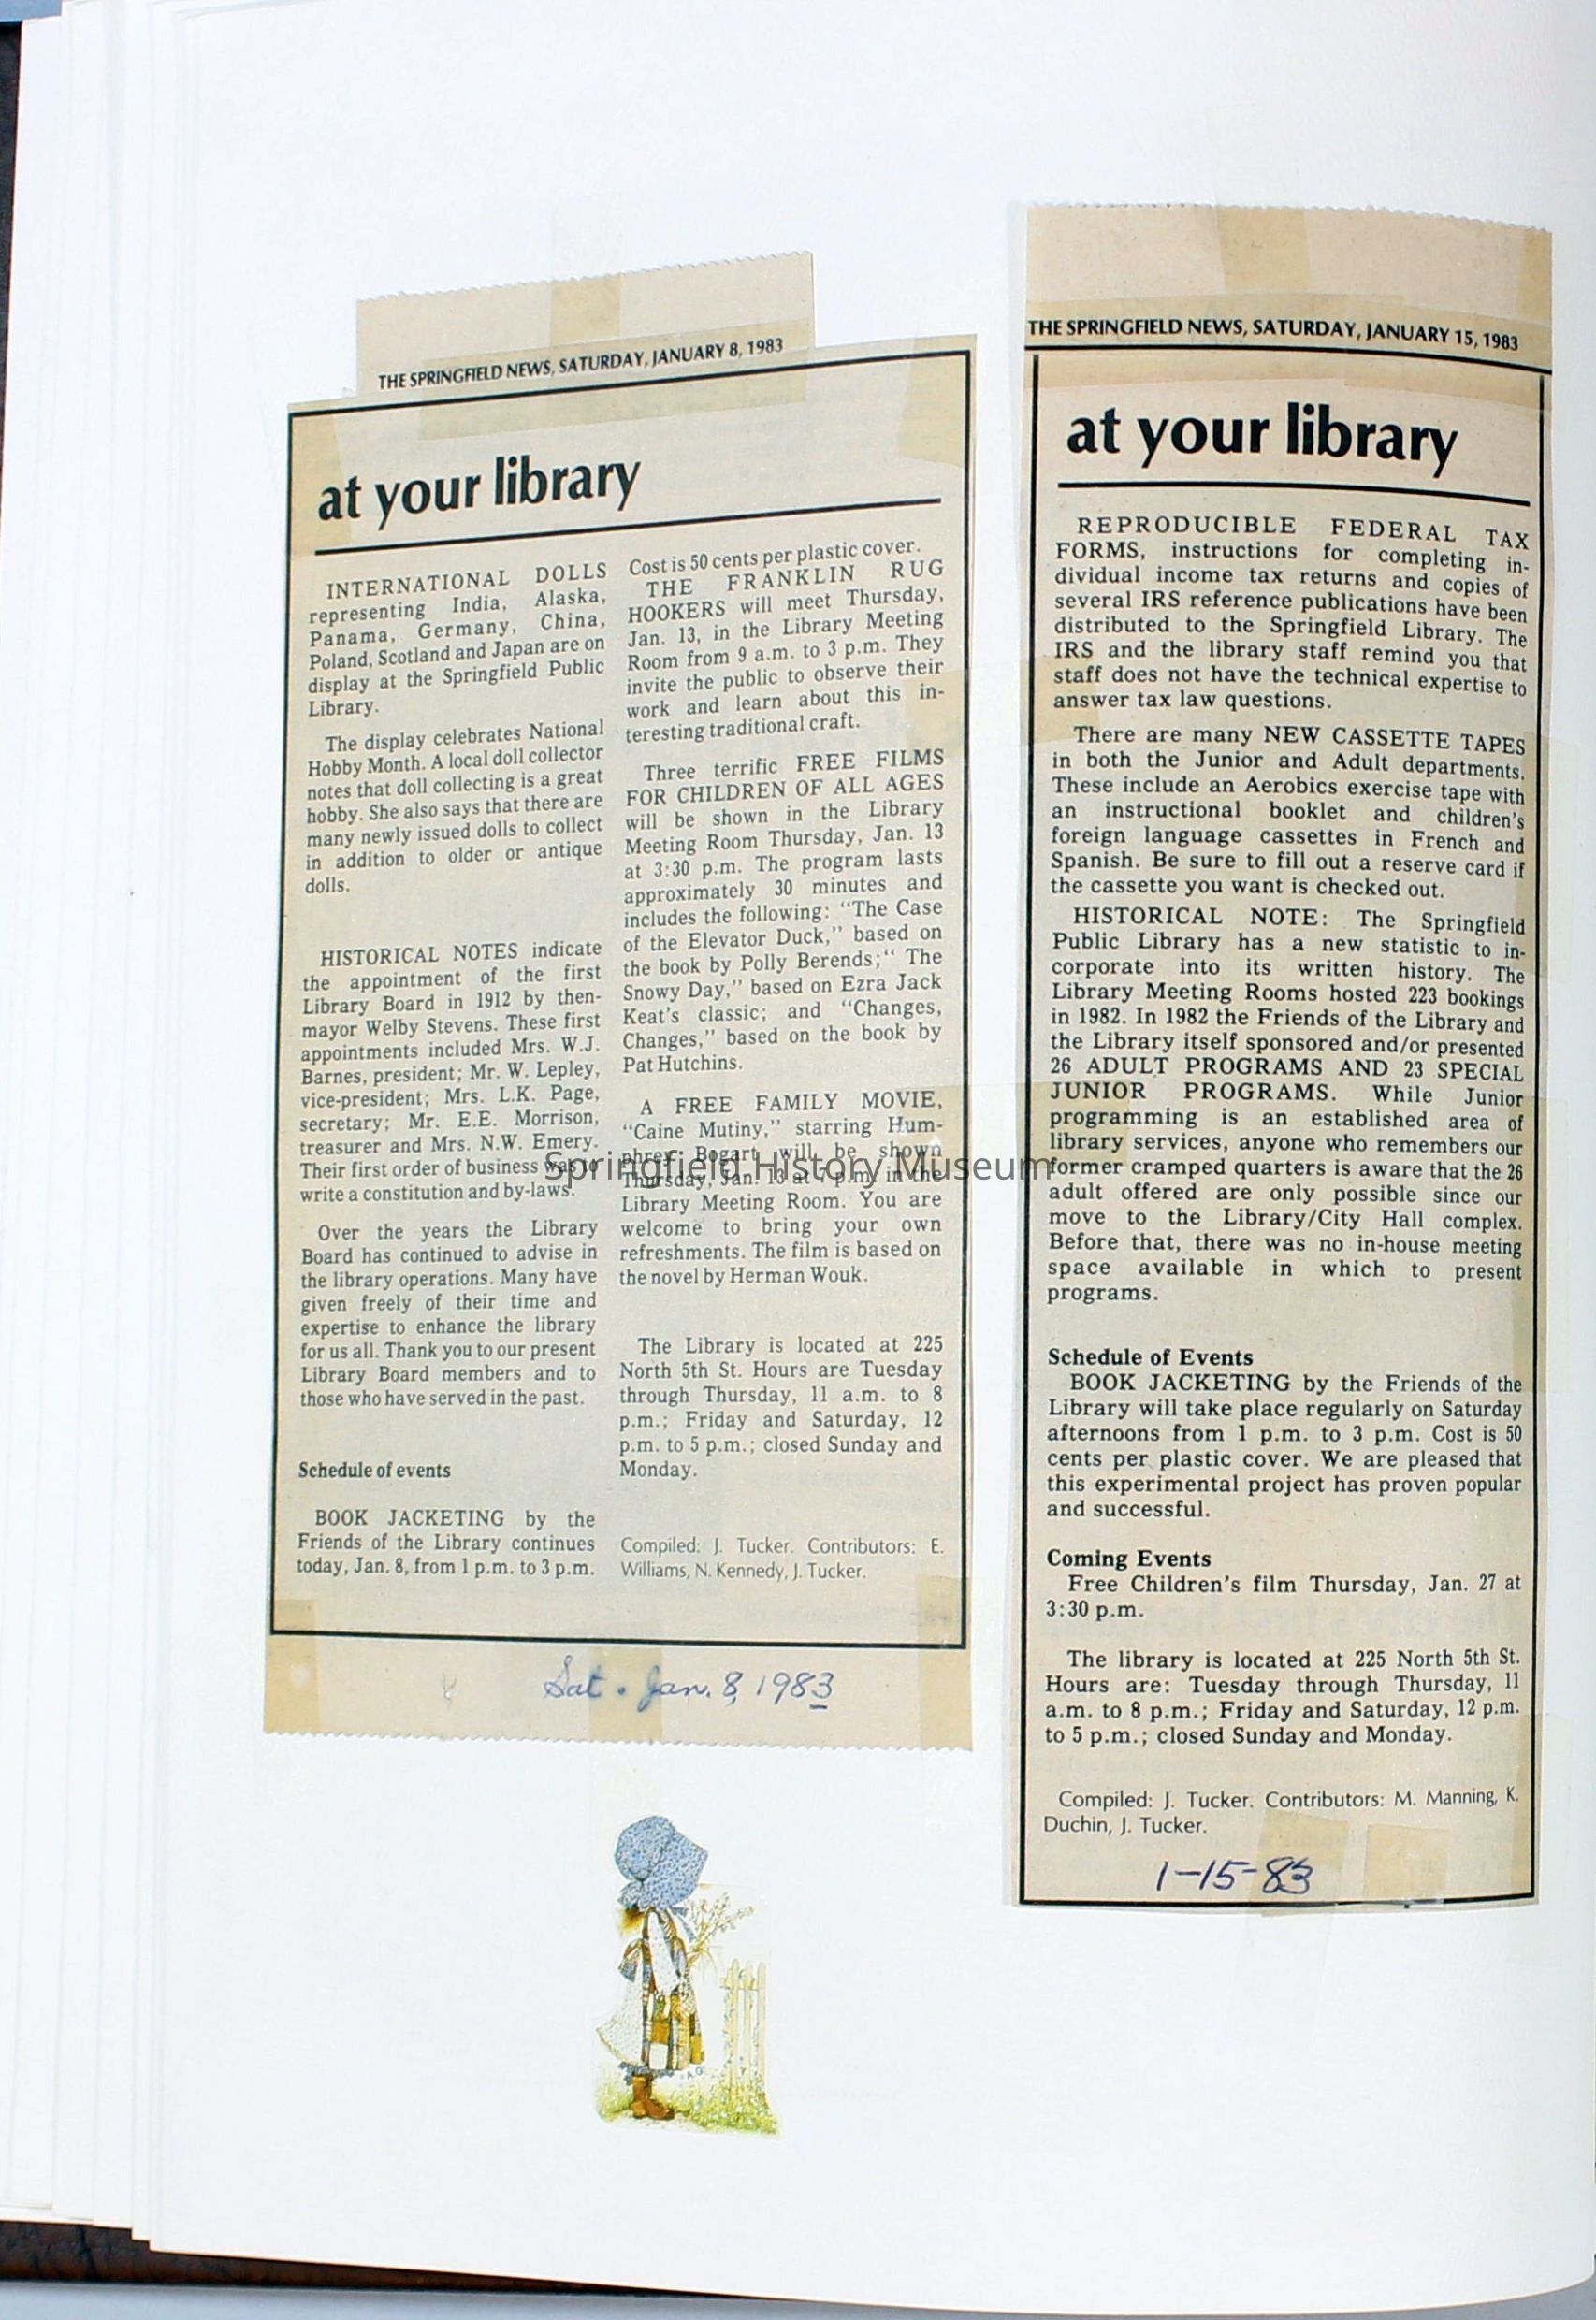 THE SPRINGFIELD NEWS, SATURDAY, JANUARY 8, 1983
at your library
INTERNATIONAL DOLLS
representing India, Alaska,
Panama, Germany, China,
Poland, Scotland and Japan are on
display at the Springfield Public
Library.
The display celebrates National
Hobby Month. A local doll collector
notes that doll collecting is a great
hobby. She also says that there are
many newly issued dolls to collect
in addition to older or antique
dolls.
HISTORICAL NOTES indicate
the appointment of the first
Library Board in 1912 by then-
mayor Welby Stevens. These first
appointments included Mrs. W.J.
Barnes, president; Mr. W. Lepley,
vice-president; Mrs. L.K. Page,
secretary; Mr. E.E. Morrison,
treasurer and Mrs. N.W. Emery.
Their first order of business was to
write a constitution and by-laws.
Over the years the Library
Board has continued to advise in
the library operations. Many have
given freely of their time and
expertise to enhance the library
for us all. Thank you to our present
Library Board members and to
those who have served in the past.
Schedule of events
BOOK JACKETING by the
Friends of the Library continues
today, Jan. 8, from 1 p.m. to 3 p.m.
Cost is 50 cents per plastic cover.
THE FRANKLIN RUG
HOOKERS will meet Thursday,
Jan. 13, in the Library Meeting
Room from 9 a.m. to 3 p.m. They
invite the public to observe their
work and learn about this in-
teresting traditional craft.
Three terrific FREE FILMS
FOR CHILDREN OF ALL AGES
will be shown in the Library
Meeting Room Thursday, Jan. 13
at 3:30 p.m. The program lasts
approximately 30 minutes and
includes the following: "The Case
of the Elevator Duck," based on
the book by Polly Berends;" The
Snowy Day," based on Ezra Jack
Keat's classic; and "Changes,
Changes," based on the book by
Pat Hutchins.
A FREE FAMILY MOVIE,
"Caine Mutiny," starring Hum-
phrey Bogart will be shown
Thursday, Jan. 13 at 7 p.m. in the
Library Meeting Room. You are
welcome to bring your own
refreshments. The film is based on
the novel by Herman Wouk.
The Library is located at 225
North 5th St. Hours are Tuesday
through Thursday, 11 a.m. to 8
p.m.; Friday and Saturday, 12
p.m. to 5 p.m.; closed Sunday and
Monday.
Compiled: J. Tucker. Contributors: E.
Williams, N. Kennedy, J. Tucker.
Sat. Jan. 8, 1983
THE SPRINGFIELD NEWS, SATURDAY, JANUARY 15, 1983
at your library
REPRODUCIBLE FEDERAL TAX
FORMS, instructions for completing in-
dividual income tax returns and copies of
several IRS reference publications have been
distributed to the Springfield Library. The
IRS and the library staff remind you that
staff does not have the technical expertise to
answer tax law questions.
There are many NEW CASSETTE TAPES
in both the Junior and Adult departments.
These include an Aerobics exercise tape with
an instructional booklet and children's
foreign language cassettes in French and
Spanish. Be sure to fill out a reserve card if
the cassette you want is checked out.
HISTORICAL NOTE: The Springfield
Public Library has a new statistic to in-
corporate into its written history. The
Library Meeting Rooms hosted 223 bookings
in 1982. In 1982 the Friends of the Library and
the Library itself sponsored and/or presented
26 ADULT PROGRAMS AND 23 SPECIAL
JUNIOR PROGRAMS. While Junior
programming is an established area of
library services, anyone who remembers our
former cramped quarters is aware that the 26
adult offered are only possible since our
move to the Library/City Hall complex.
Before that, there was no in-house meeting
space available in which to present
programs.
Schedule of Events
BOOK JACKETING by the Friends of the
Library will take place regularly on Saturday
afternoons from 1 p.m. to 3 p.m. Cost is 50
cents per plastic cover. We are pleased that
this experimental project has proven popular
and successful.
Coming Events
Free Children's film Thursday, Jan. 27 at
3:30 p.m.
The library is located at 225 North 5th St.
Hours are: Tuesday through Thursday, 11
a.m. to 8 p.m.; Friday and Saturday, 12 p.m.
to 5 p.m.; closed Sunday and Monday.
Compiled: J. Tucker. Contributors: M. Manning, K.
Duchin, J. Tucker.
1-15-83
Springfield History Museum